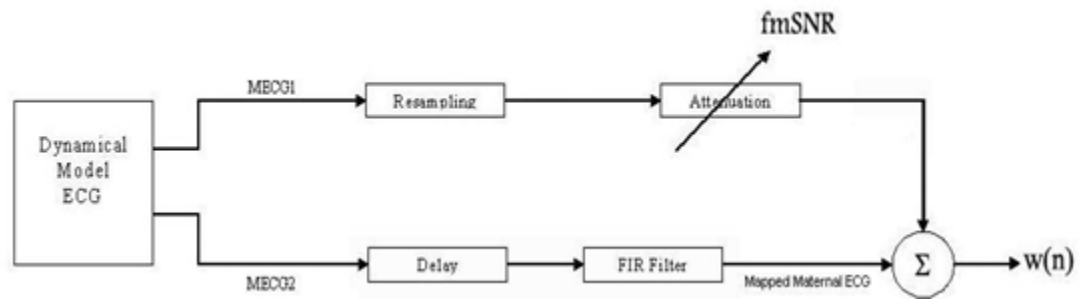 fmSNR
MECG1
Resampling
Attenuation
Dynamical
Model
ECG
MECG2
Delay
FIR Filter
Mapped Maternal ECG
Σ
w(n)